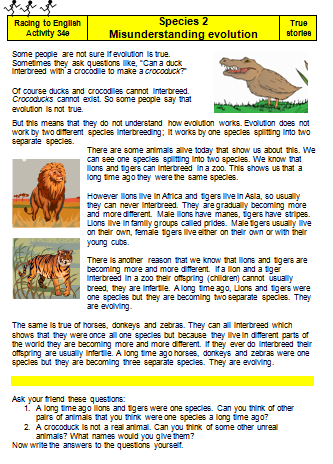 Racing to English
Activity 34e
Species 2
Misunderstanding evolution
True
stories
Some people are not sure if evolution is true.
Sometimes they ask questions like, "Can a duck
interbreed with a crocodile to make a crocoduck?"
Of course ducks and crocodiles cannot interbreed.
Crocoducks cannot exist. So some people say that
evolution is not true.
But this means that they do not understand how evolution works. Evolution does not
work by two different species interbreeding; it works by one species splitting into two
separate species.
There are some animals alive today that show us about this. We
can see one species splitting into two species. We know that
lions and tigers can interbreed in a zoo. This shows us that a
long time ago they were the same species.
However lions live in Africa and tigers live in Asia, so usually
they can never interbreed. They are gradually becoming more
and more different. Male lions have manes, tigers have stripes.
Lions live in family groups called prides. Male tigers usually live
on their own, female tigers live either on their own or with their
young cubs.
There is another reason that we know that lions and tigers are
becoming more and more different. If a lion and a tiger
interbreed in a zoo their offspring (children) cannot usually
breed, they are infertile. A long time ago, Lions and tigers were
one species but they are becoming two separate species. They
are evolving.
The same is true of horses, donkeys and zebras. They can all interbreed which
shows that they were once all one species but because they live in different parts of
the world they are becoming more and more different. If they ever do interbreed their
offspring are usually infertile. A long time ago horses, donkeys and zebras were one
species but they are becoming three separate species. They are evolving.
Ask your friend these questions:
1. A long time ago lions and tigers were one species. Can you think of other
pairs of animals that you think were one species a long time ago?
2. A crocoduck is not a real animal. Can you think of some other unreal
animals? What names would you give them?
Now write the answers to the questions yourself.